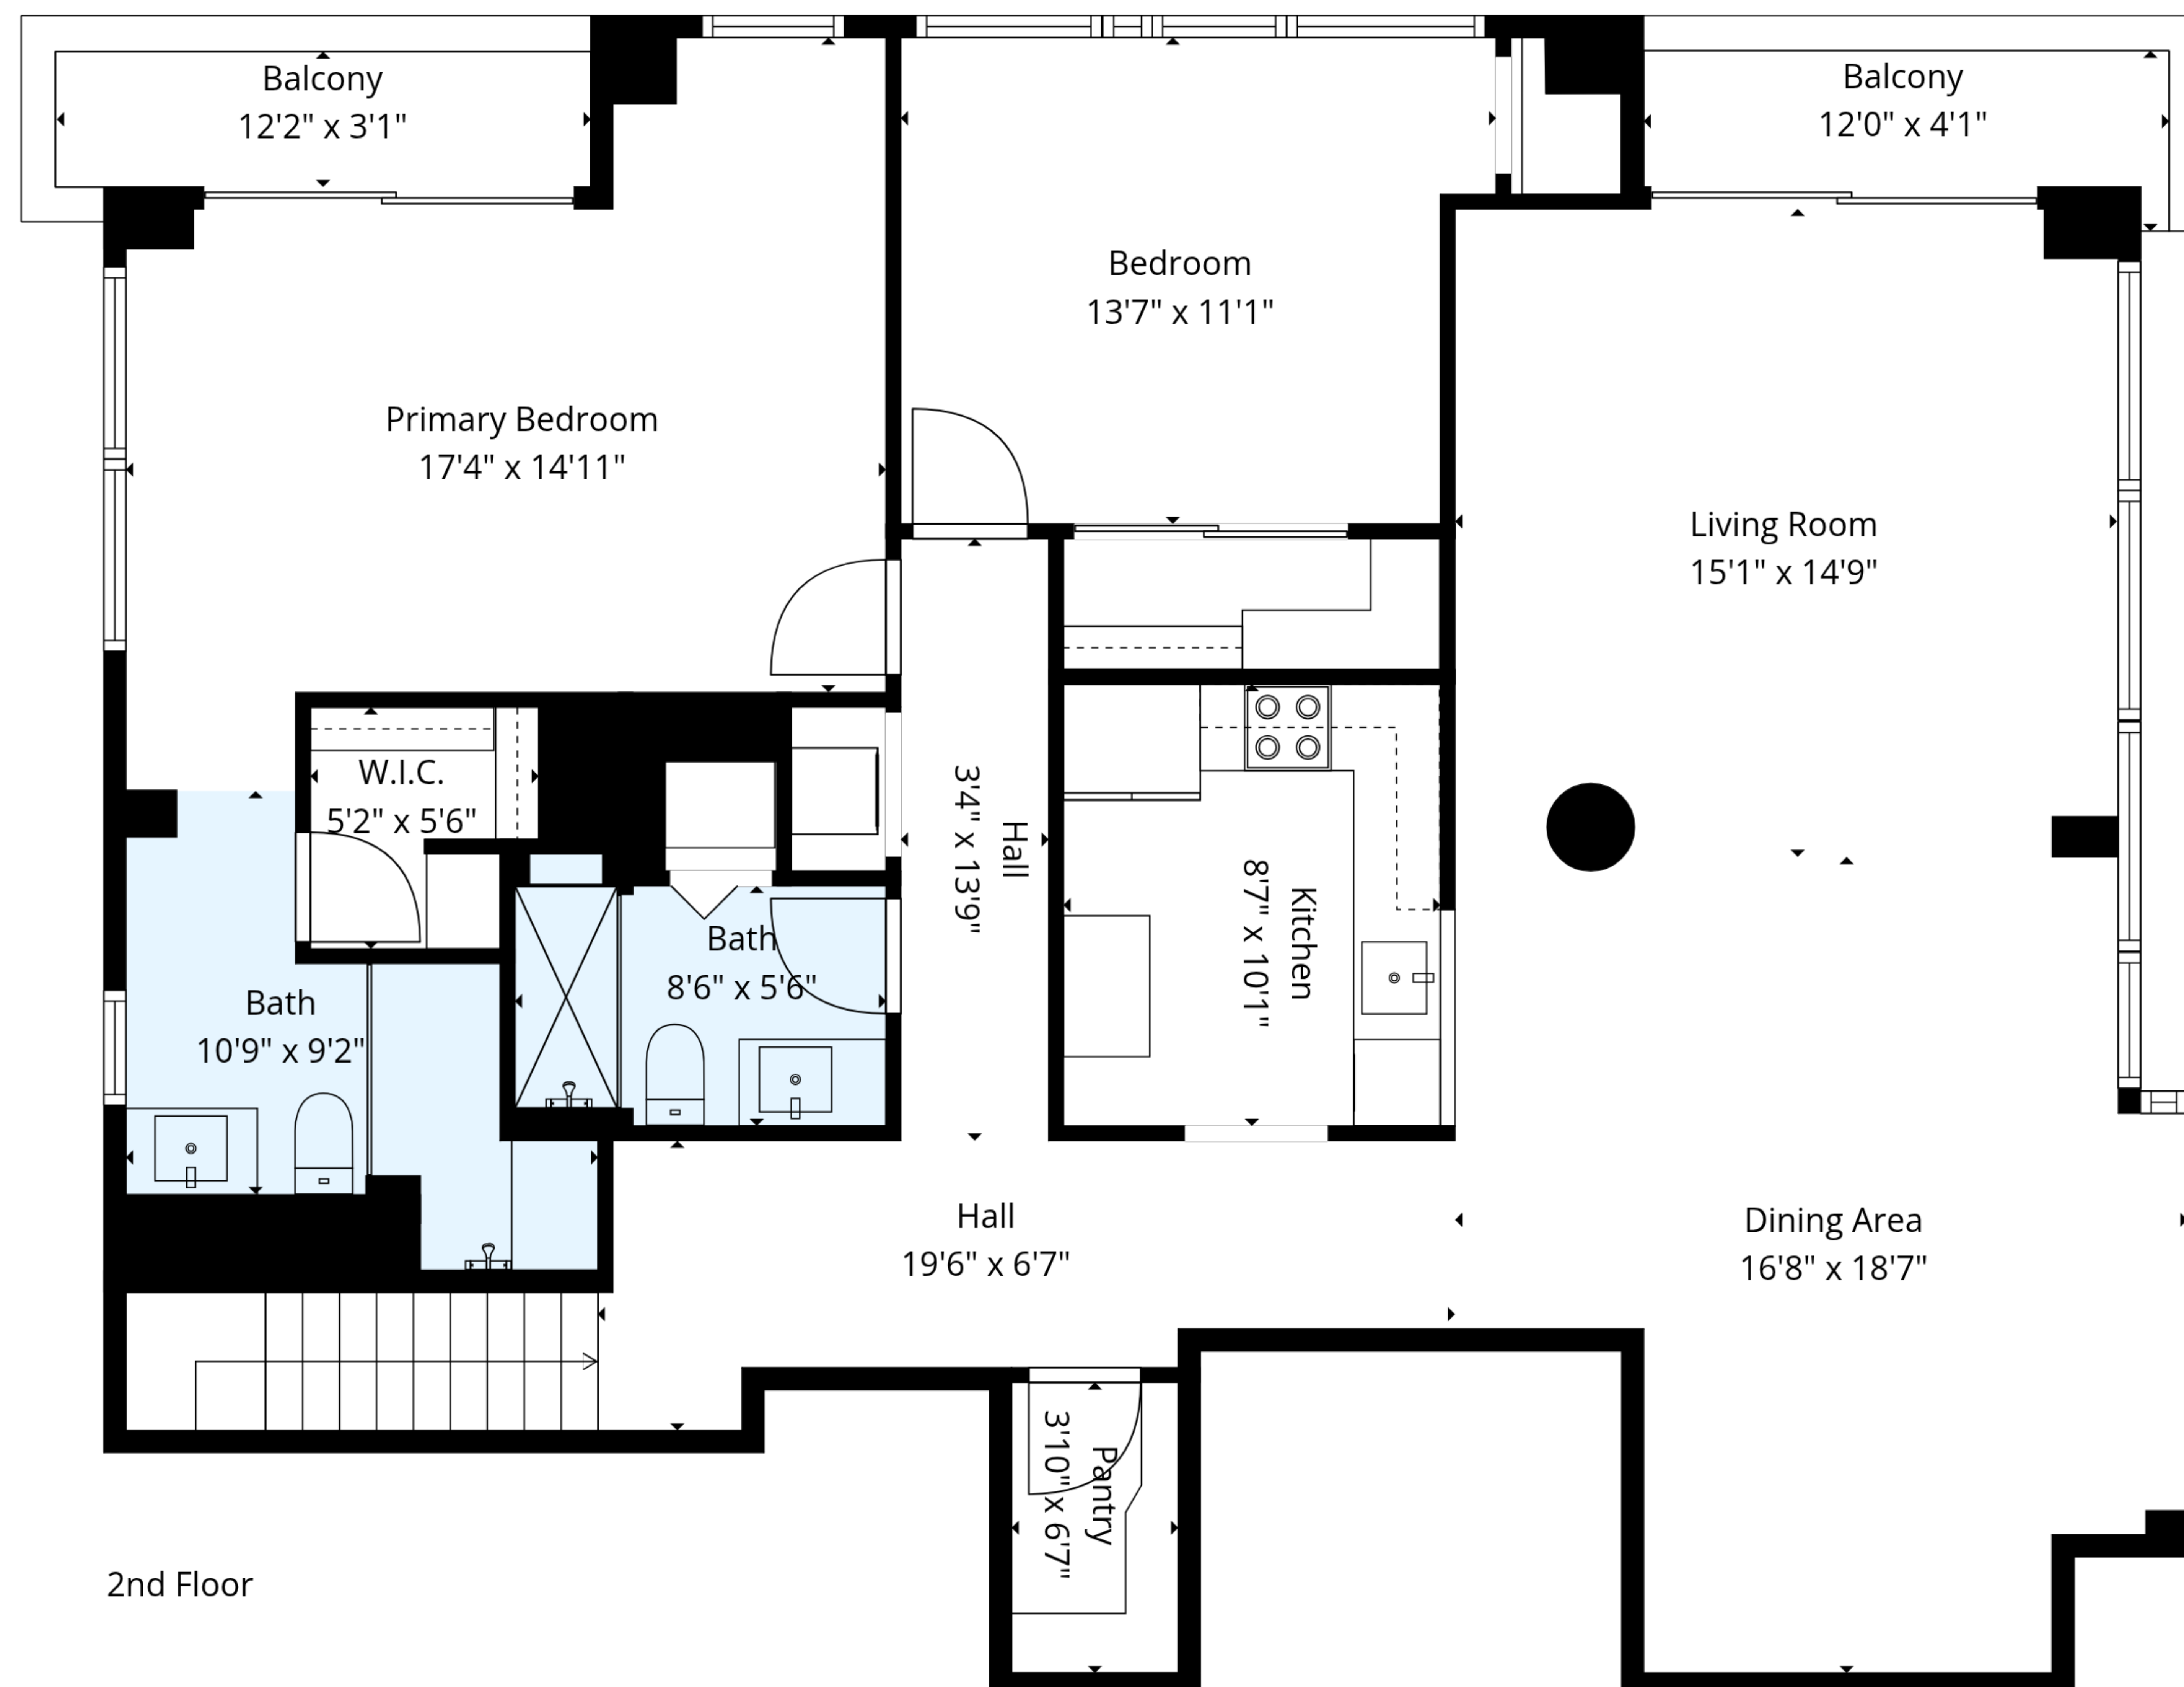 Balcony
12'2" x 3'1"
Balcony
12'0" x 4'1"
Bedroom
13'7" x 11'1"
Primary Bedroom
17'4" x 14'11"
Living Room
15'1" x 14'9"
W.I.C.
5'2" x 5'6"
Hall
3'4" x 13'9"
Kitchen
8'7" x 10'1"
Bath
8'6" x 5'6"
Bath
10'9" x 9'2"
Hall
19'6" x 6'7"
Dining Area
16'8" x 18'7"
Pantry
3'10" x 6'7"
2nd Floor